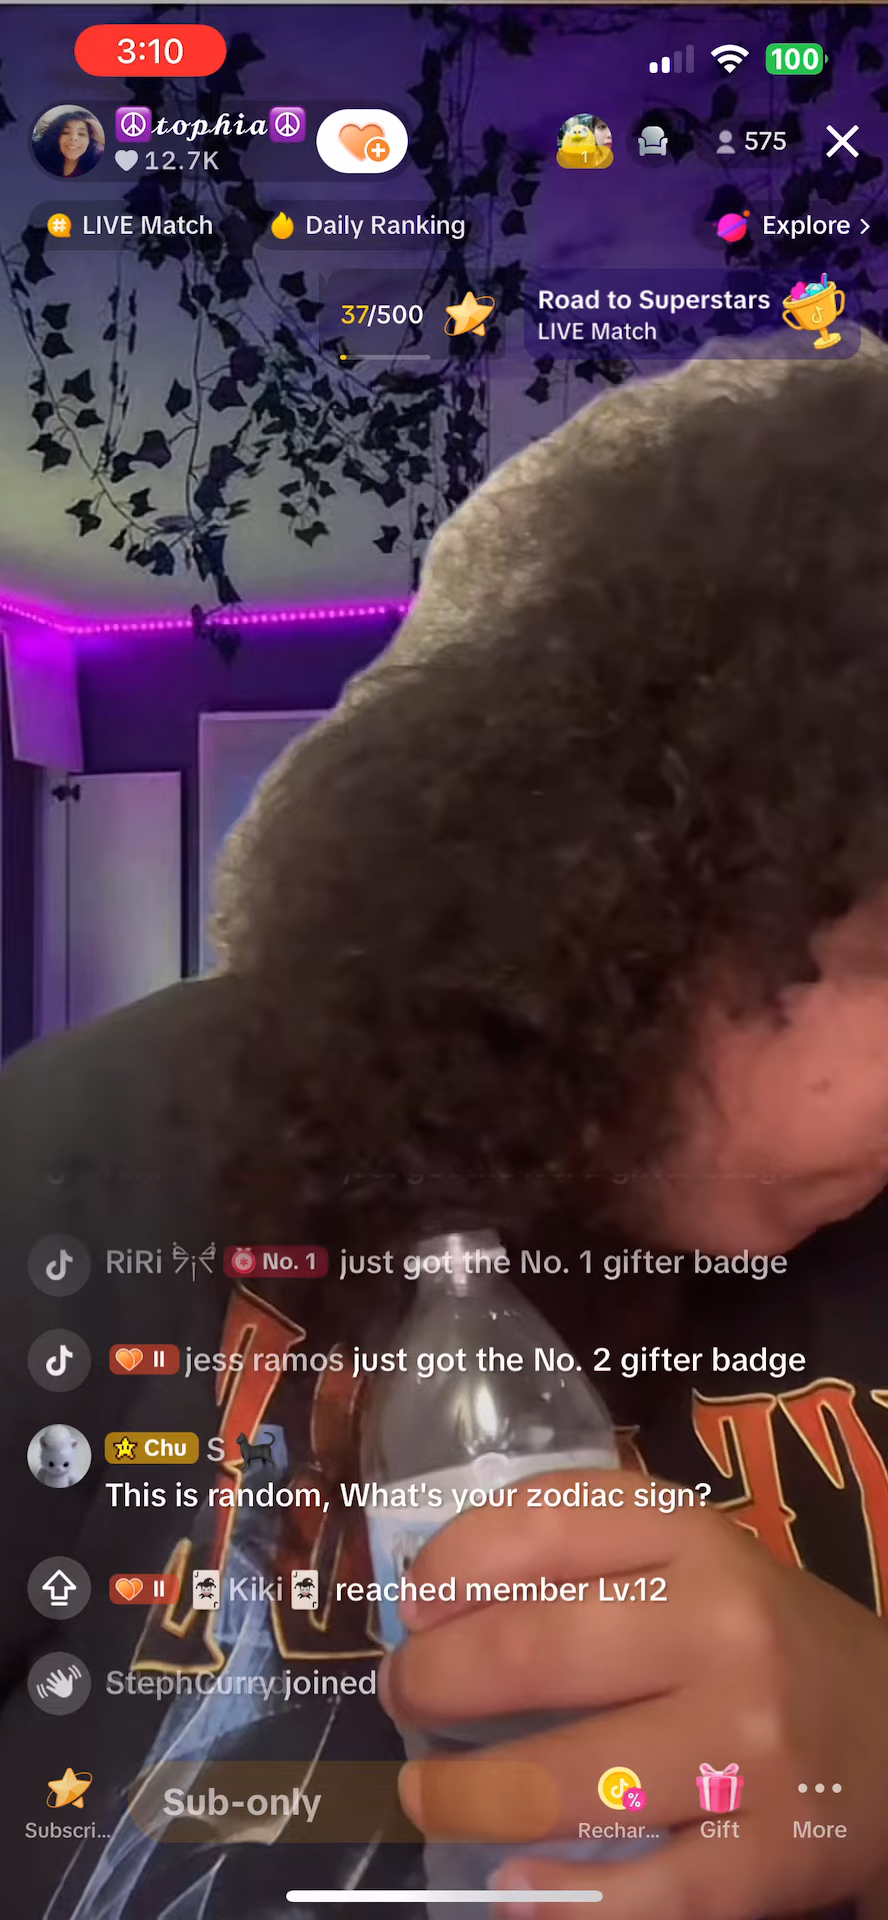 3:10
100
☮️𝓽𝓸𝓹𝓱𝓲𝓪☮️
12.7K
1
575
LIVE Match
Daily Ranking
Explore >
37/500
Road to Superstars
LIVE Match
RiRi No. 1 just got the No. 1 gifter badge
II jess ramos just got the No. 2 gifter badge
Chu S 🐈‍⬛
This is random, What's your zodiac sign?
II 🃏Kiki🃏 reached member Lv.12
StephCurry joined
Sub-only
Subscri...
Rechar...
Gift
More